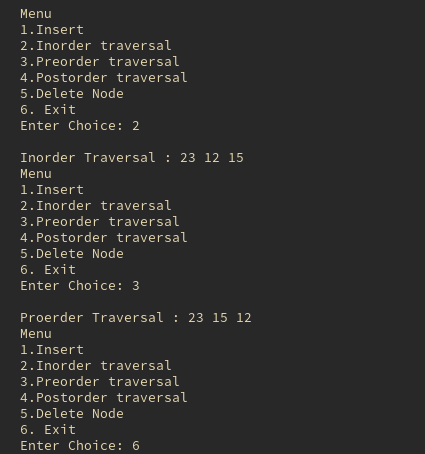 Menu
1.Insert
2.Inorder traversal
3.Preorder traversal
4.Postorder traversal
5.Delete Node
6. Exit
Enter Choice: 2
Inorder Traversal : 23 12 15
Menu
1.Insert
2.Inorder traversal
3.Preorder traversal
4.Postorder traversal
5.Delete Node
6. Exit
Enter Choice: 3
Proerder Traversal : 23 15 12
Menu
1.Insert
2.Inorder traversal
3.Preorder traversal
4.Postorder traversal
5.Delete Node
6. Exit
Enter Choice: 6